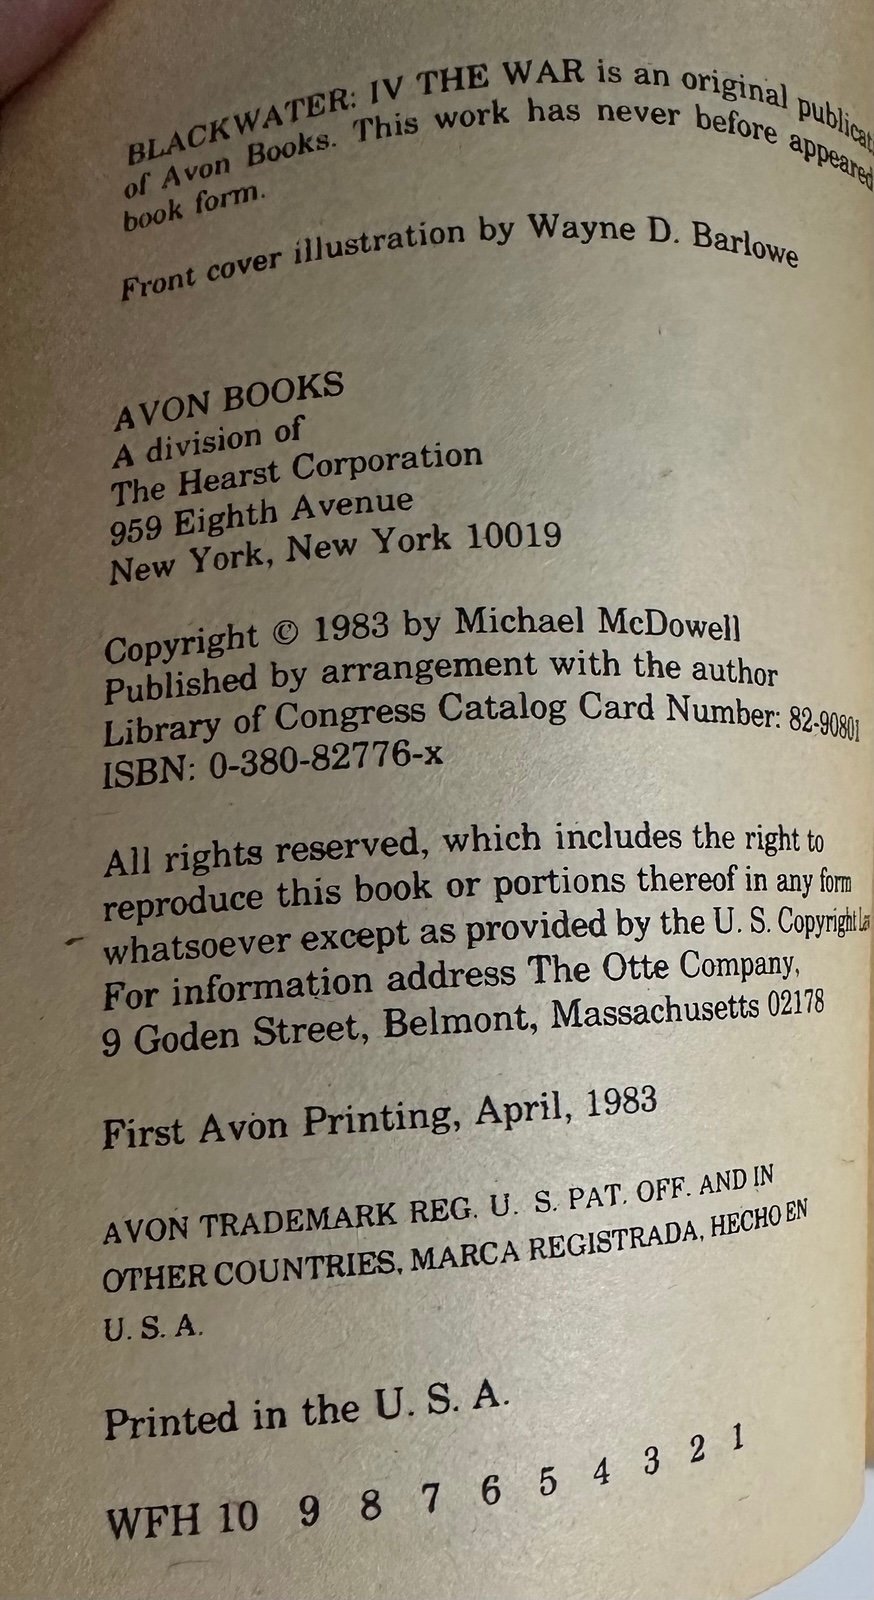 BLACKWATER: IV THE WAR is an original
of Avon Books. This work has never before appeared
book form.
Front cover illustration by Wayne D. Barlowe
AVON BOOKS
A division of
The Hearst Corporation
959 Eighth Avenue
New York, New York 10019
Copyright © 1983 by Michael McDowell
Published by arrangement with the author
Library of Congress Catalog Card Number: 82-90801
ISBN: 0-380-82776-x
All rights reserved, which includes the right to
reproduce this book or portions thereof in any form
whatsoever except as provided by the U. S. Copyright
For information address The Otte Company,
9 Goden Street, Belmont, Massachusetts 02178
First Avon Printing, April, 1983
AVON TRADEMARK REG. U. S. PAT. OFF. AND IN
OTHER COUNTRIES, MARCA REGISTRADA, HECHO EN
U. S. A.
Printed in the U. S. A.
WFH 10 9 8 7 6 5 4 3 2 1